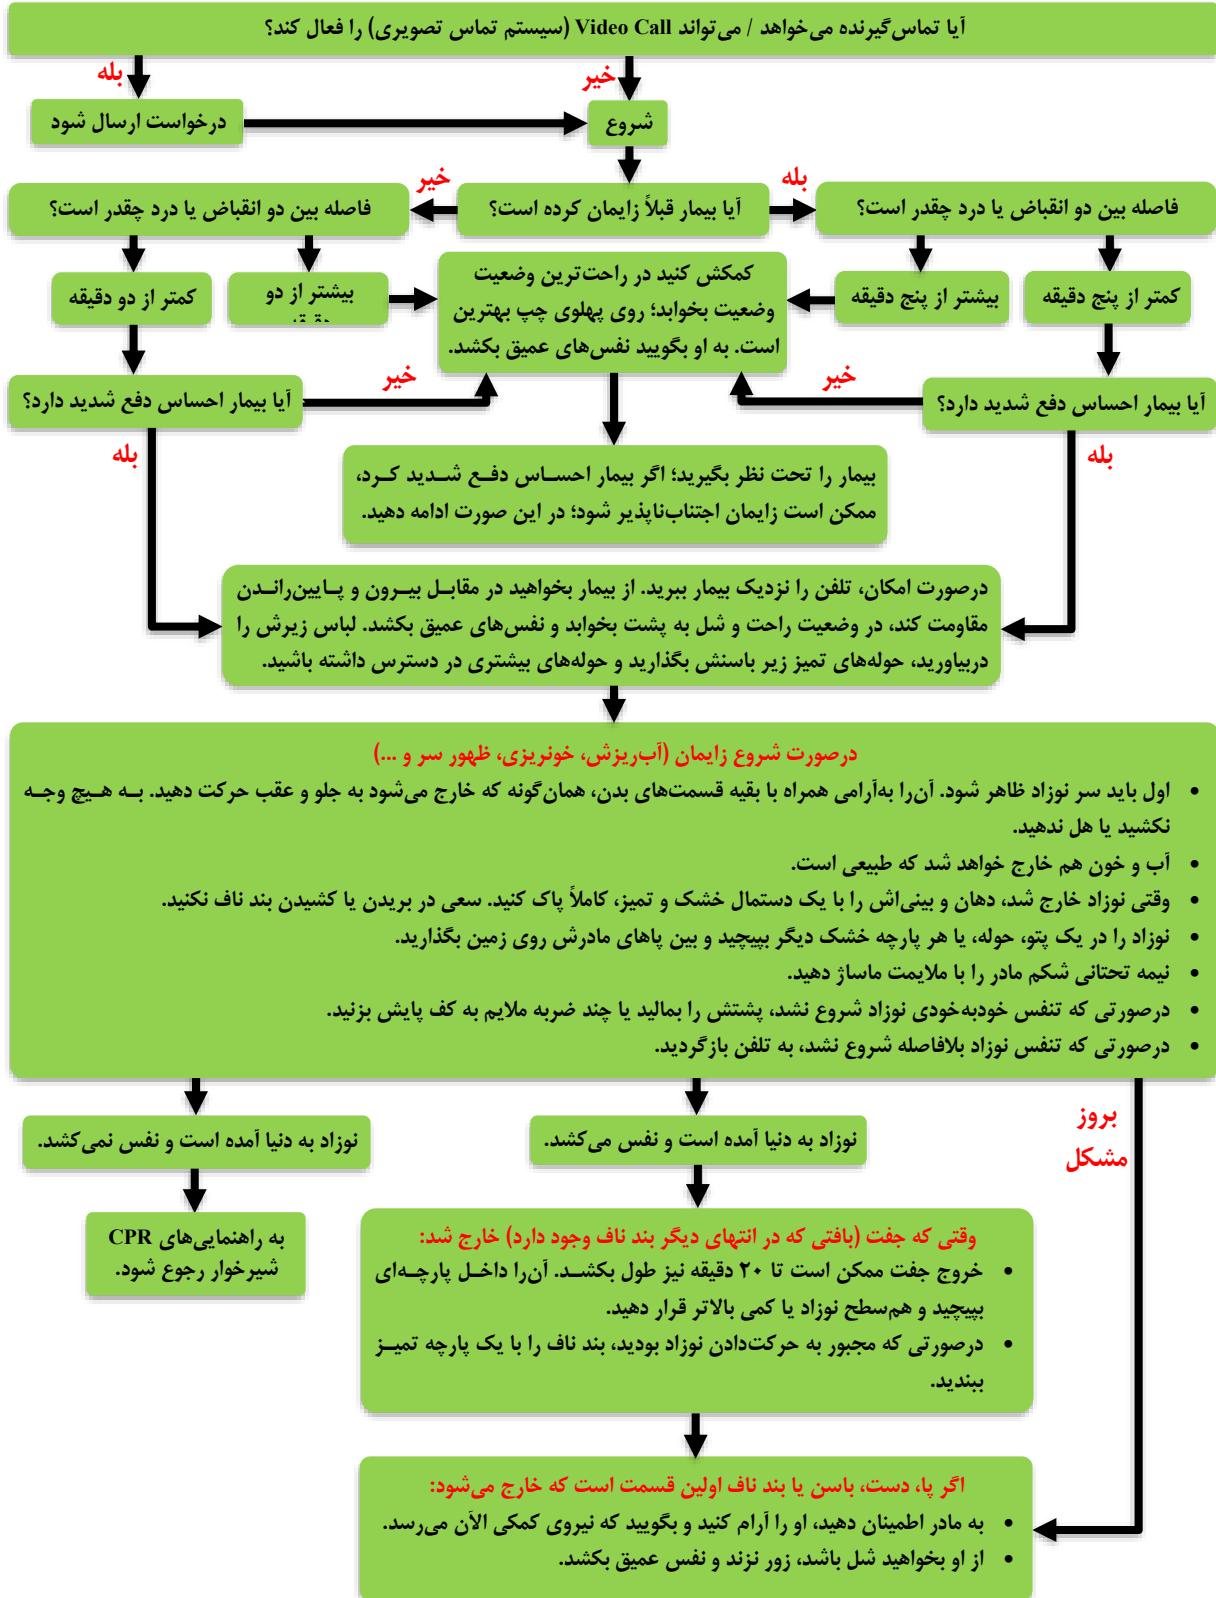 آیا تماس‌گیرنده می‌خواهد / می‌تواند Video Call (سیستم تماس تصویری) را فعال کند؟
بله
خیر
درخواست ارسال شود
شروع
خیر
بله
فاصله بین دو انقباض یا درد چقدر است؟
آیا بیمار قبلاً زایمان کرده است؟
فاصله بین دو انقباض یا درد چقدر است؟
کمتر از پنج دقیقه
بیشتر از پنج دقیقه
کمکش کنید در راحت‌ترین وضعیت
وضعیت بخوابد؛ روی پهلوی چپ بهترین
است. به او بگویید نفس‌های عمیق بکشد.
بیشتر از دو
کمتر از دو دقیقه
خیر
خیر
آیا بیمار احساس دفع شدید دارد؟
آیا بیمار احساس دفع شدید دارد؟
بله
بله
بیمار را تحت نظر بگیرید؛ اگر بیمار احساس دفع شدید کرد،
ممکن است زایمان اجتناب‌ناپذیر شود؛ در این صورت ادامه دهید.
درصورت امکان، تلفن را نزدیک بیمار ببرید. از بیمار بخواهید در مقابل بیرون و پایین‌راندن
مقاومت کند، در وضعیت راحت و شل به پشت بخوابد و نفس‌های عمیق بکشد. لباس زیرش را
دربیاورید، حوله‌های تمیز زیر باسنش بگذارید و حوله‌های بیشتری در دسترس داشته باشید.
درصورت شروع زایمان (آب‌ریزش، خونریزی، ظهور سر و ...)
• اول باید سر نوزاد ظاهر شود. آن‌را به‌آرامی همراه با بقیه قسمت‌های بدن، همان‌گونه که خارج می‌شود به جلو و عقب حرکت دهید. به هیچ وجه
نکشید یا هل ندهید.
• آب و خون هم خارج خواهد شد که طبیعی است.
• وقتی نوزاد خارج شد، دهان و بینی‌اش را با یک دستمال خشک و تمیز، کاملاً پاک کنید. سعی در بریدن یا کشیدن بند ناف نکنید.
• نوزاد را در یک پتو، حوله، یا هر پارچه خشک دیگر بپیچید و بین پاهای مادرش روی زمین بگذارید.
• نیمه تحتانی شکم مادر را با ملایمت ماساژ دهید.
• درصورتی که تنفس خودبه‌خودی نوزاد شروع نشد، پشتش را بمالید یا چند ضربه ملایم به کف پایش بزنید.
• درصورتی که تنفس نوزاد بلافاصله شروع نشد، به تلفن بازگردید.
بروز
مشکل
نوزاد به دنیا آمده است و نفس می‌کشد.
نوزاد به دنیا آمده است و نفس نمی‌کشد.
به راهنمایی‌های CPR
شیرخوار رجوع شود.
وقتی که جفت (بافتی که در انتهای دیگر بند ناف وجود دارد) خارج شد:
• خروج جفت ممکن است تا ۲۰ دقیقه نیز طول بکشد. آن‌را داخل پارچه‌ای
بپیچید و هم‌سطح نوزاد یا کمی بالاتر قرار دهید.
• درصورتی که مجبور به حرکت‌دادن نوزاد بودید، بند ناف را با یک پارچه تمیز
ببندید.
اگر پا، دست، باسن یا بند ناف اولین قسمت است که خارج می‌شود:
• به مادر اطمینان دهید، او را آرام کنید و بگویید که نیروی کمکی الآن می‌رسد.
• از او بخواهید شل باشد، زور نزند و نفس عمیق بکشد.